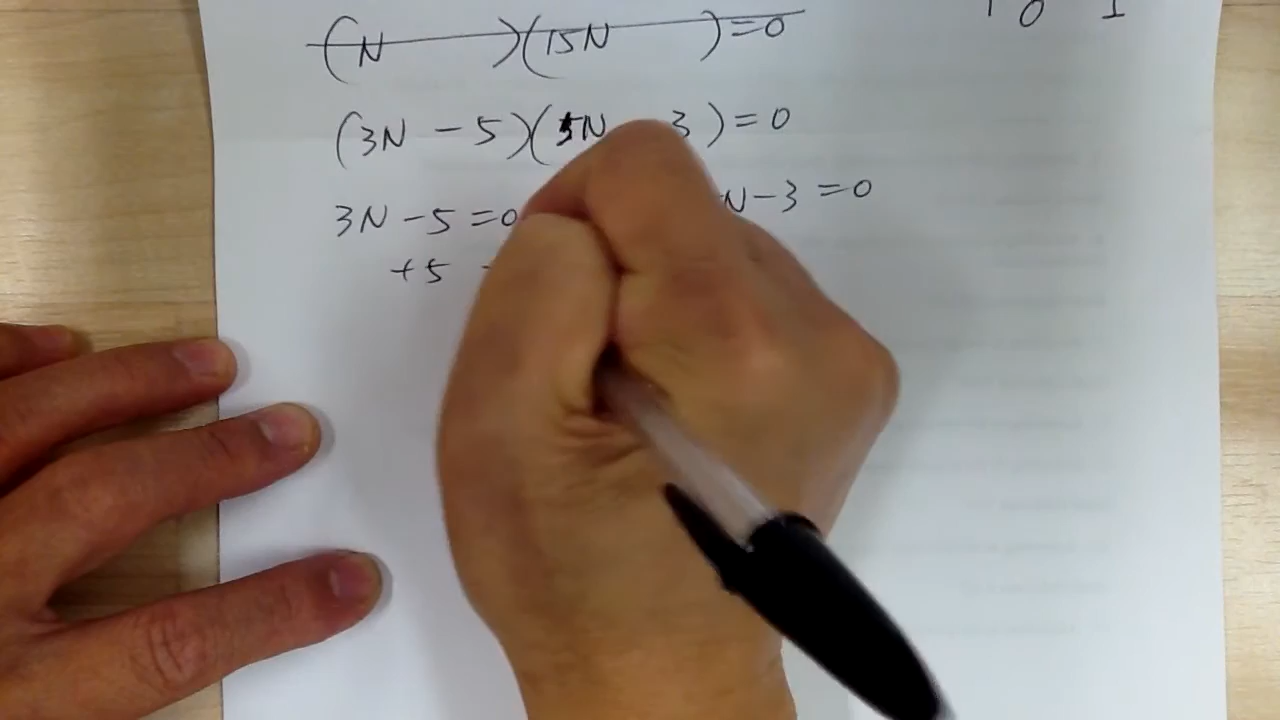 (N )(15N )=0
(3N - 5)(5N 3)=0
3N - 5 = 0 N - 3 = 0
+5